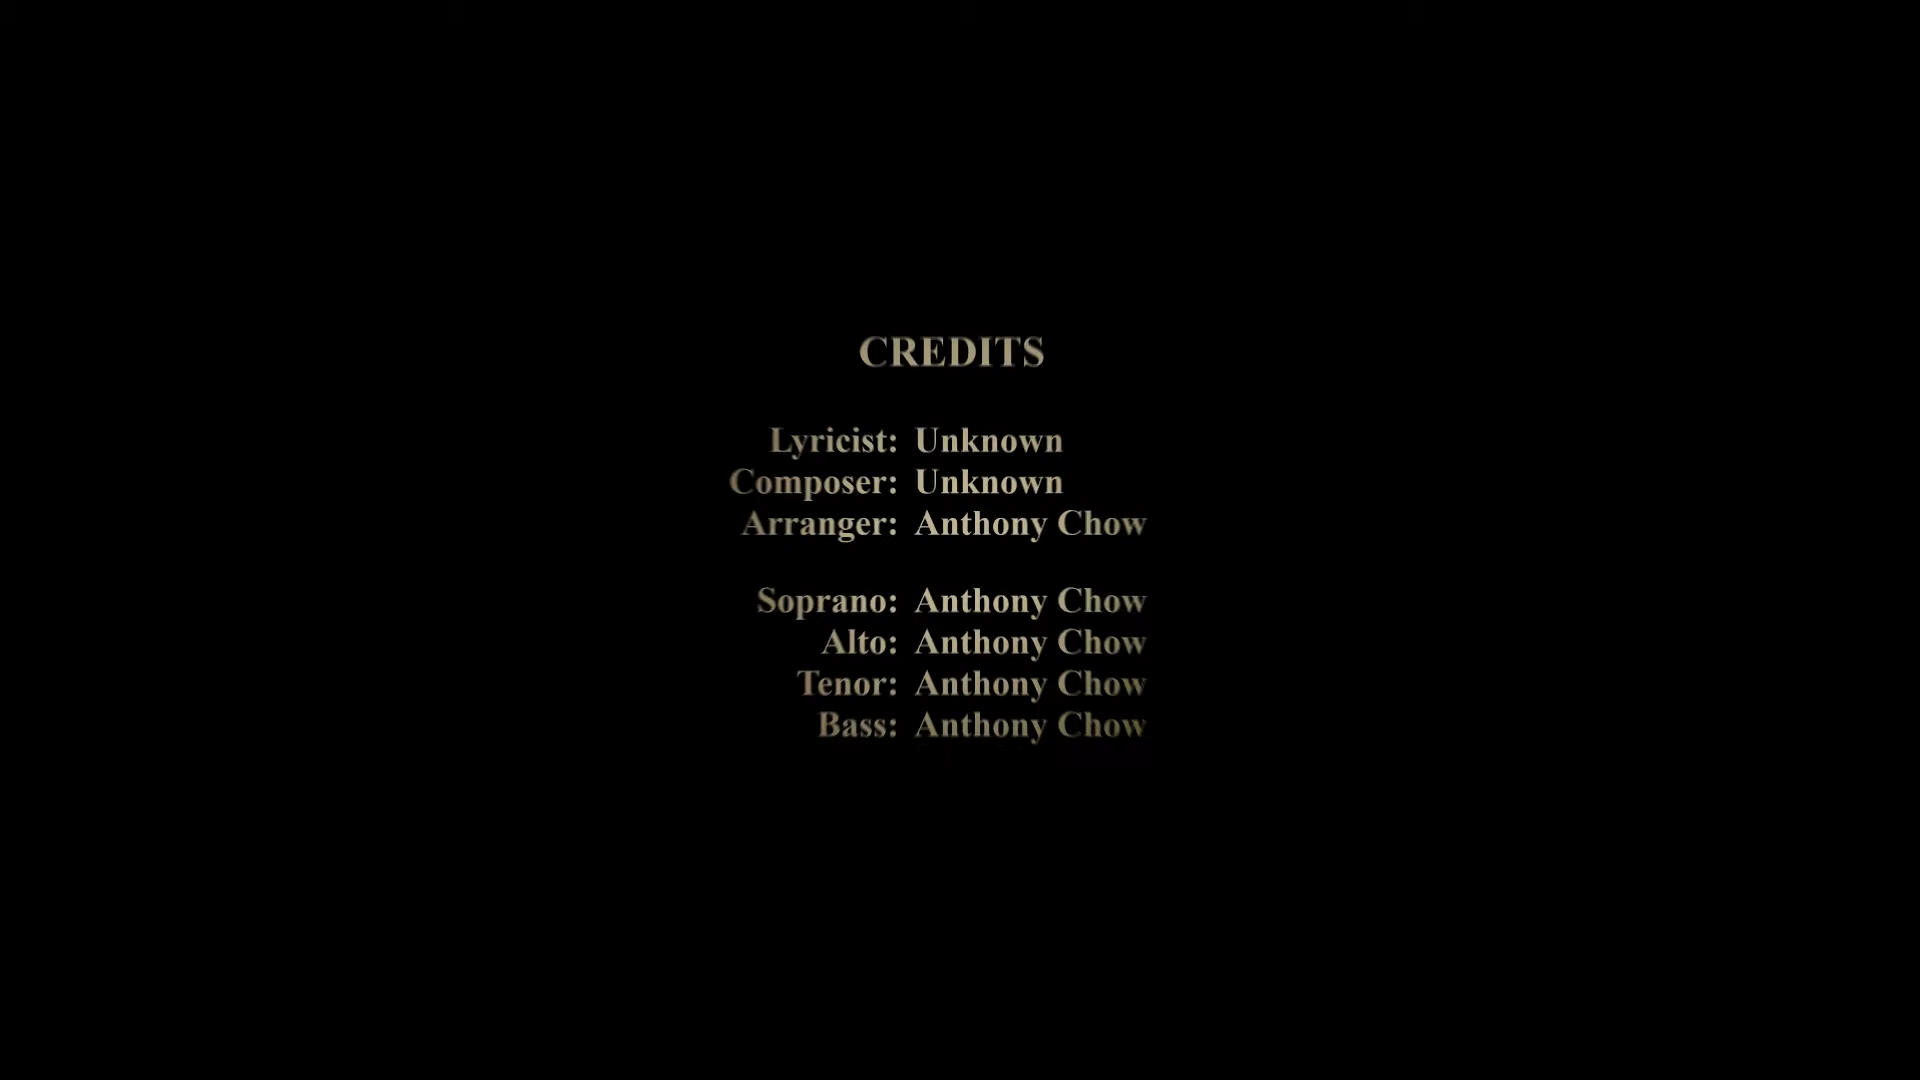 CREDITS
Lyricist: Unknown
Composer: Unknown
Arranger: Anthony Chow
Soprano: Anthony Chow
Alto: Anthony Chow
Tenor: Anthony Chow
Bass: Anthony Chow